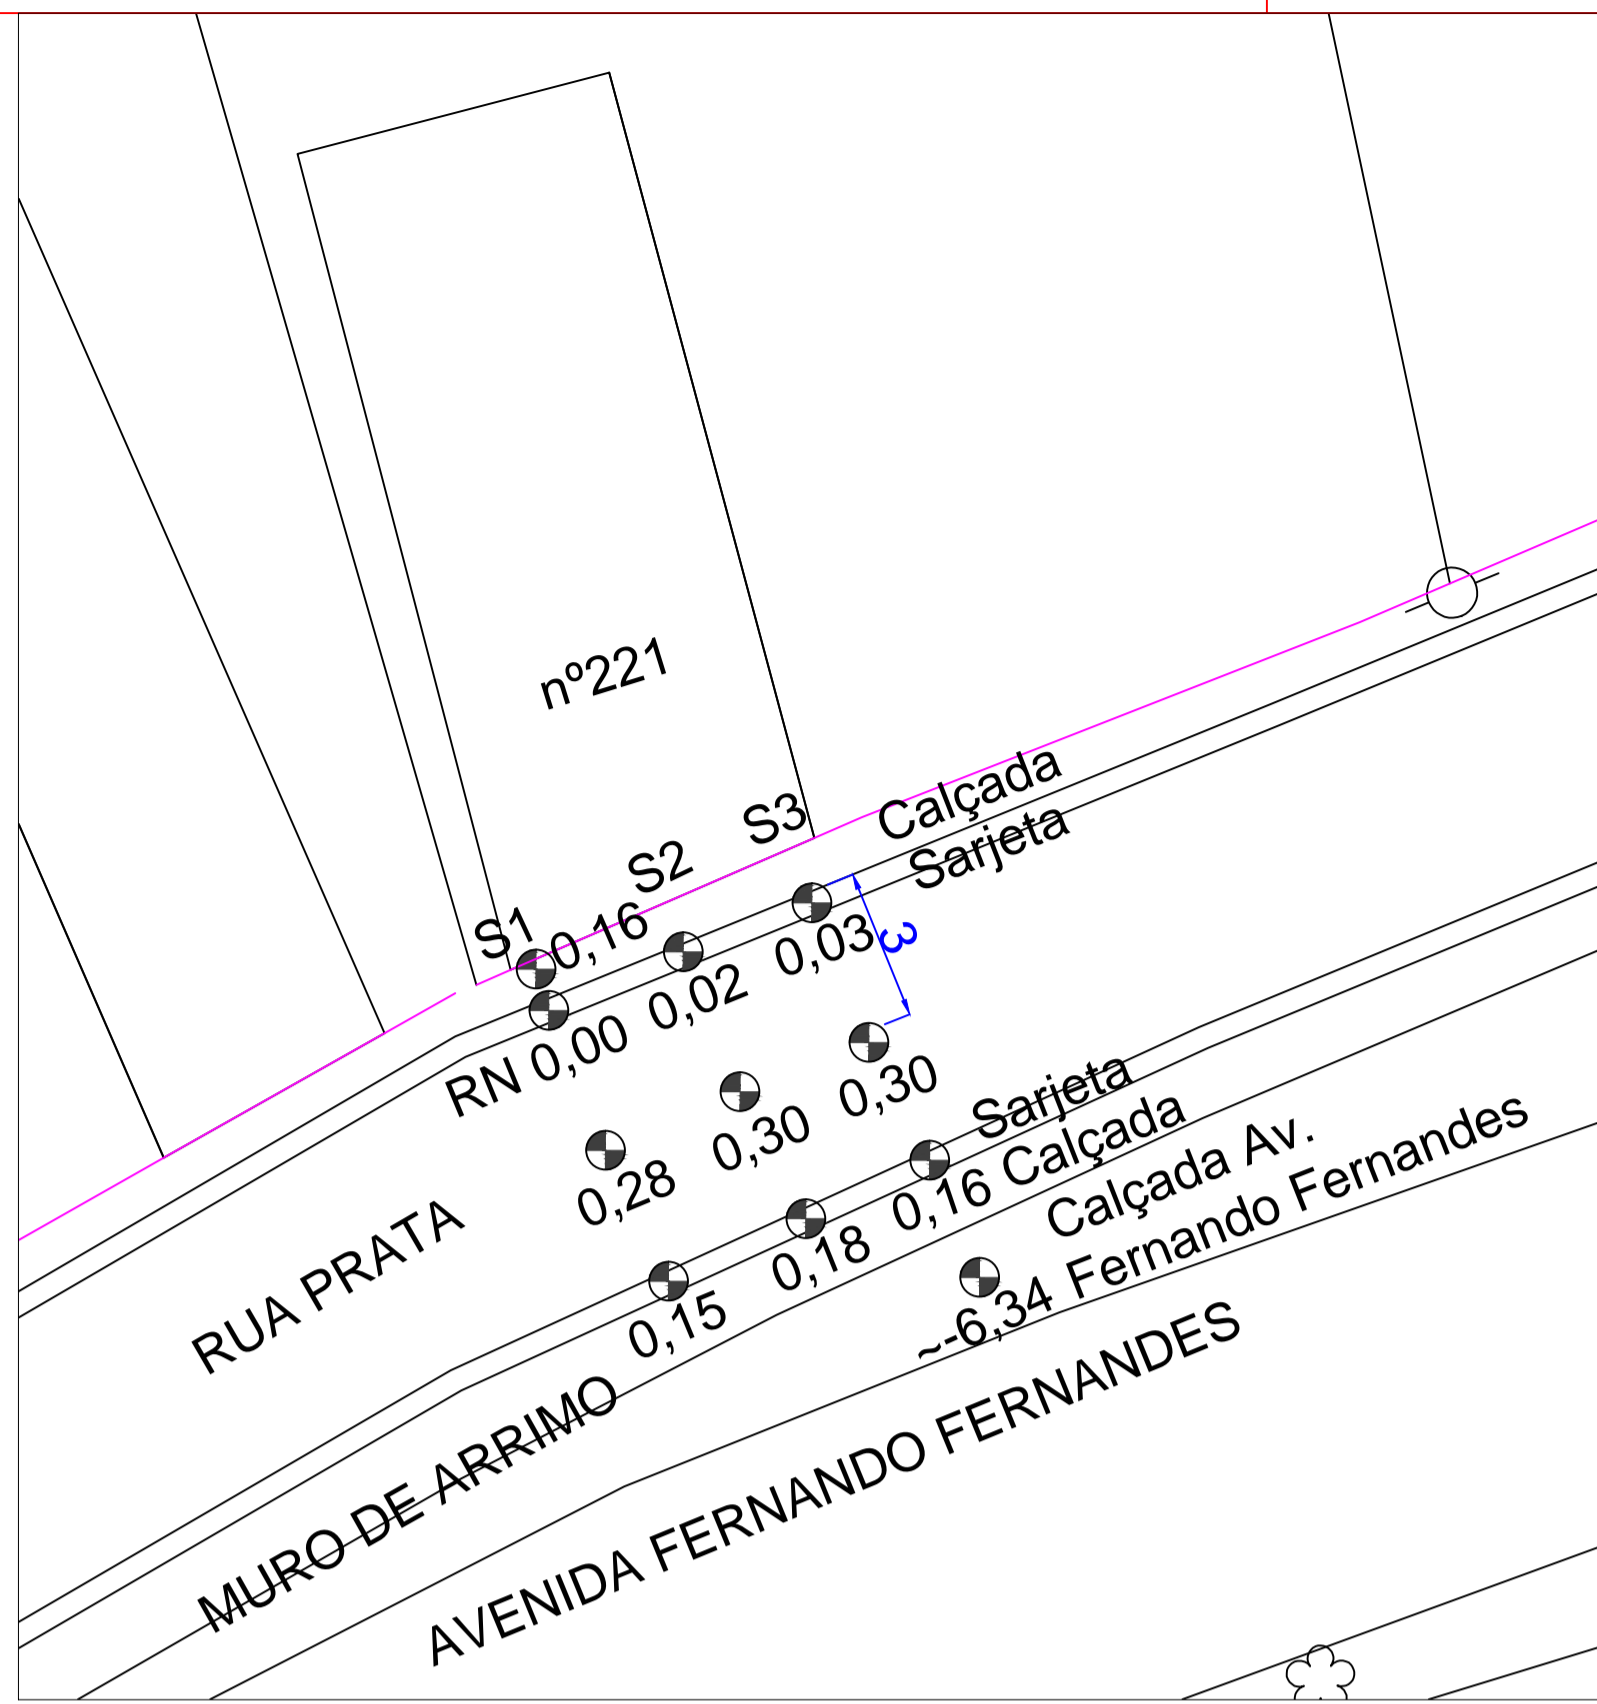 nº221
Calçada
S3
Sarjeta
S2
S1
0,16
3
0,03
0,02
RN 0,00
0,30
Sarjeta
0,30
0,28
Calçada
0,16
Calçada Av.
Fernando Fernandes
0,18
RUA PRATA
0,15
~-6,34
MURO DE ARRIMO
AVENIDA FERNANDO FERNANDES